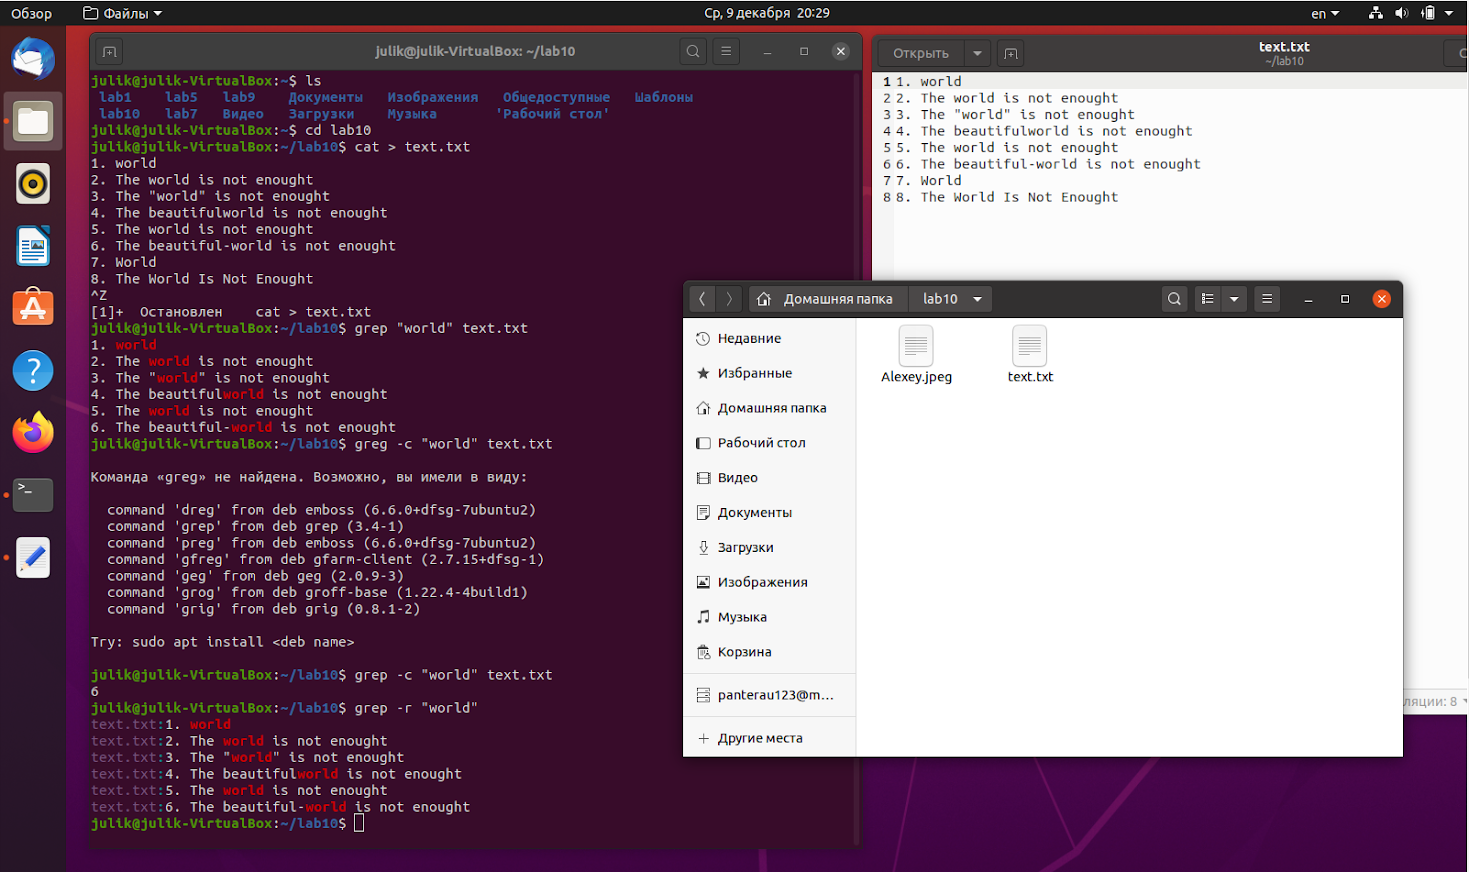 Обзор Файлы Ср, 9 декабря 20:29 en
julik@julik-VirtualBox: ~/lab10
julik@julik-VirtualBox:~$ ls
lab1 lab5 lab9 Документы Изображения Общедоступные Шаблоны
lab10 lab7 Видео Загрузки Музыка 'Рабочий стол'
julik@julik-VirtualBox:~$ cd lab10
julik@julik-VirtualBox:~/lab10$ cat > text.txt
1. world
2. The world is not enought
3. The "world" is not enought
4. The beautifulworld is not enought
5. The world is not enought
6. The beautiful-world is not enought
7. World
8. The World Is Not Enought
^Z
[1]+ Остановлен cat > text.txt
julik@julik-VirtualBox:~/lab10$ grep "world" text.txt
1. world
2. The world is not enought
3. The "world" is not enought
4. The beautifulworld is not enought
5. The world is not enought
6. The beautiful-world is not enought
julik@julik-VirtualBox:~/lab10$ greg -c "world" text.txt
Команда «greg» не найдена. Возможно, вы имели в виду:
command 'dreg' from deb emboss (6.6.0+dfsg-7ubuntu2)
command 'grep' from deb grep (3.4-1)
command 'preg' from deb emboss (6.6.0+dfsg-7ubuntu2)
command 'gfreg' from deb gfarm-client (2.7.15+dfsg-1)
command 'geg' from deb geg (2.0.9-3)
command 'grog' from deb groff-base (1.22.4-4build1)
command 'grig' from deb grig (0.8.1-2)
Try: sudo apt install <deb name>
julik@julik-VirtualBox:~/lab10$ grep -c "world" text.txt
6
julik@julik-VirtualBox:~/lab10$ grep -r "world"
text.txt:1. world
text.txt:2. The world is not enought
text.txt:3. The "world" is not enought
text.txt:4. The beautifulworld is not enought
text.txt:5. The world is not enought
text.txt:6. The beautiful-world is not enought
julik@julik-VirtualBox:~/lab10$
Открыть
text.txt
~/lab10
1 1. world
2 2. The world is not enought
3 3. The "world" is not enought
4 4. The beautifulworld is not enought
5 5. The world is not enought
6 6. The beautiful-world is not enought
7 7. World
8 8. The World Is Not Enought
Домашняя папка lab10
Недавние
Избранные
Домашняя папка
Рабочий стол
Видео
Документы
Загрузки
Изображения
Музыка
Корзина
panterau123@m...
Другие места
Alexey.jpeg text.txt
ляции: 8